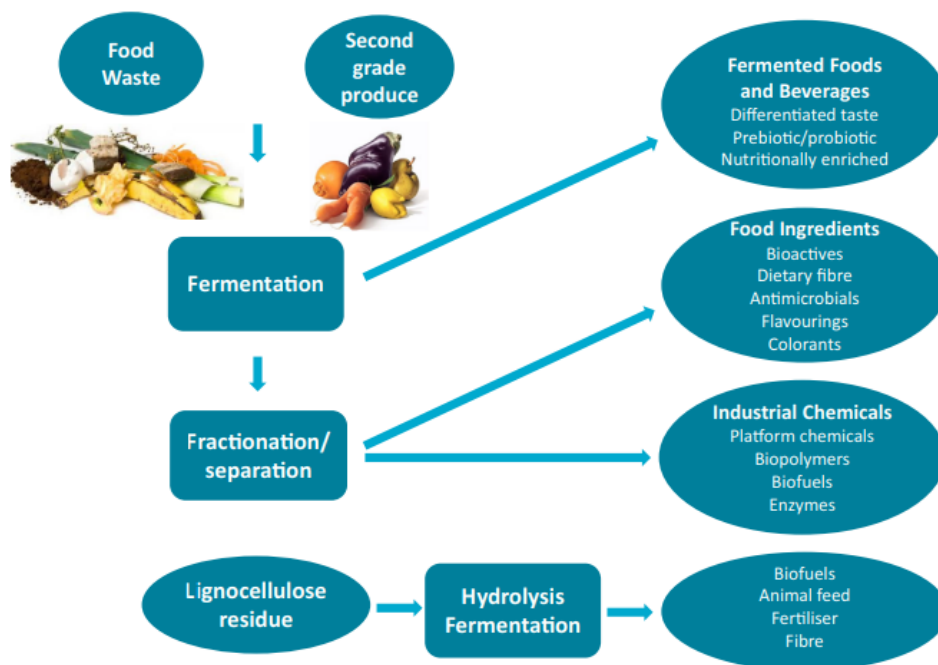 Food
Waste
Second
grade
produce
Fermented Foods
and Beverages
Differentiated taste
Prebiotic/probiotic
Nutritionally enriched
Fermentation
Food Ingredients
Bioactives
Dietary fibre
Antimicrobials
Flavourings
Colorants
Fractionation/
separation
Industrial Chemicals
Platform chemicals
Biopolymers
Biofuels
Enzymes
Lignocellulose
residue
Hydrolysis
Fermentation
Biofuels
Animal feed
Fertiliser
Fibre